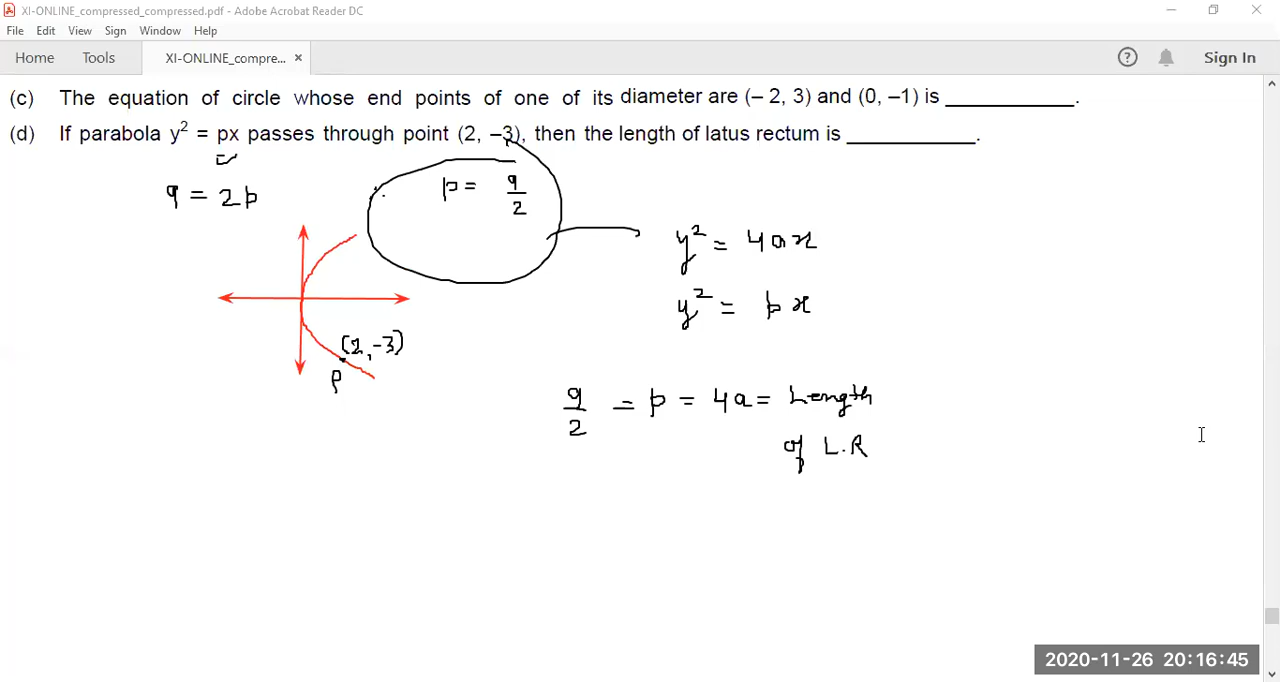 XI-ONLINE_compressed_compressed.pdf - Adobe Acrobat Reader DC
File Edit View Sign Window Help
Home Tools XI-ONLINE_compre... × ? Sign In
(c) The equation of circle whose end points of one of its diameter are (– 2, 3) and (0, –1) is ____________.
(d) If parabola y² = px passes through point (2, –3), then the length of latus rectum is ____________.
9 = 2p
p = 9/2
y² = 4ax
y² = px
(2, -3)
P
9/2 = p = 4a = Length
of L.R
2020-11-26 20:16:45